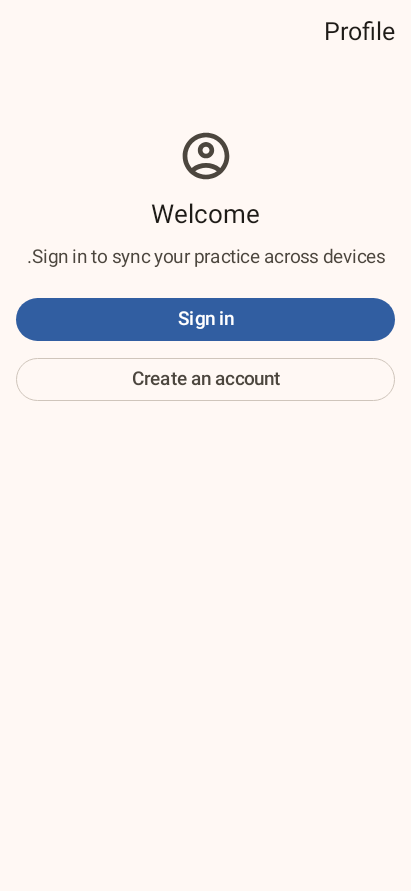 Profile
Welcome
.Sign in to sync your practice across devices
Sign in
Create an account